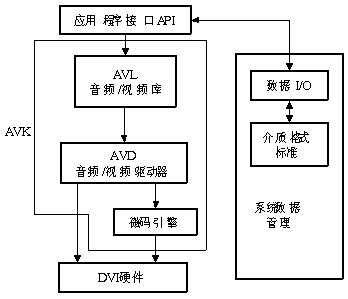 应用程序接口API
AVL
音频/视频库
AVK
AVD
音频/视频驱动器
微码引擎
DVI硬件
数据I/O
介质格式
标准
系统数据
管理